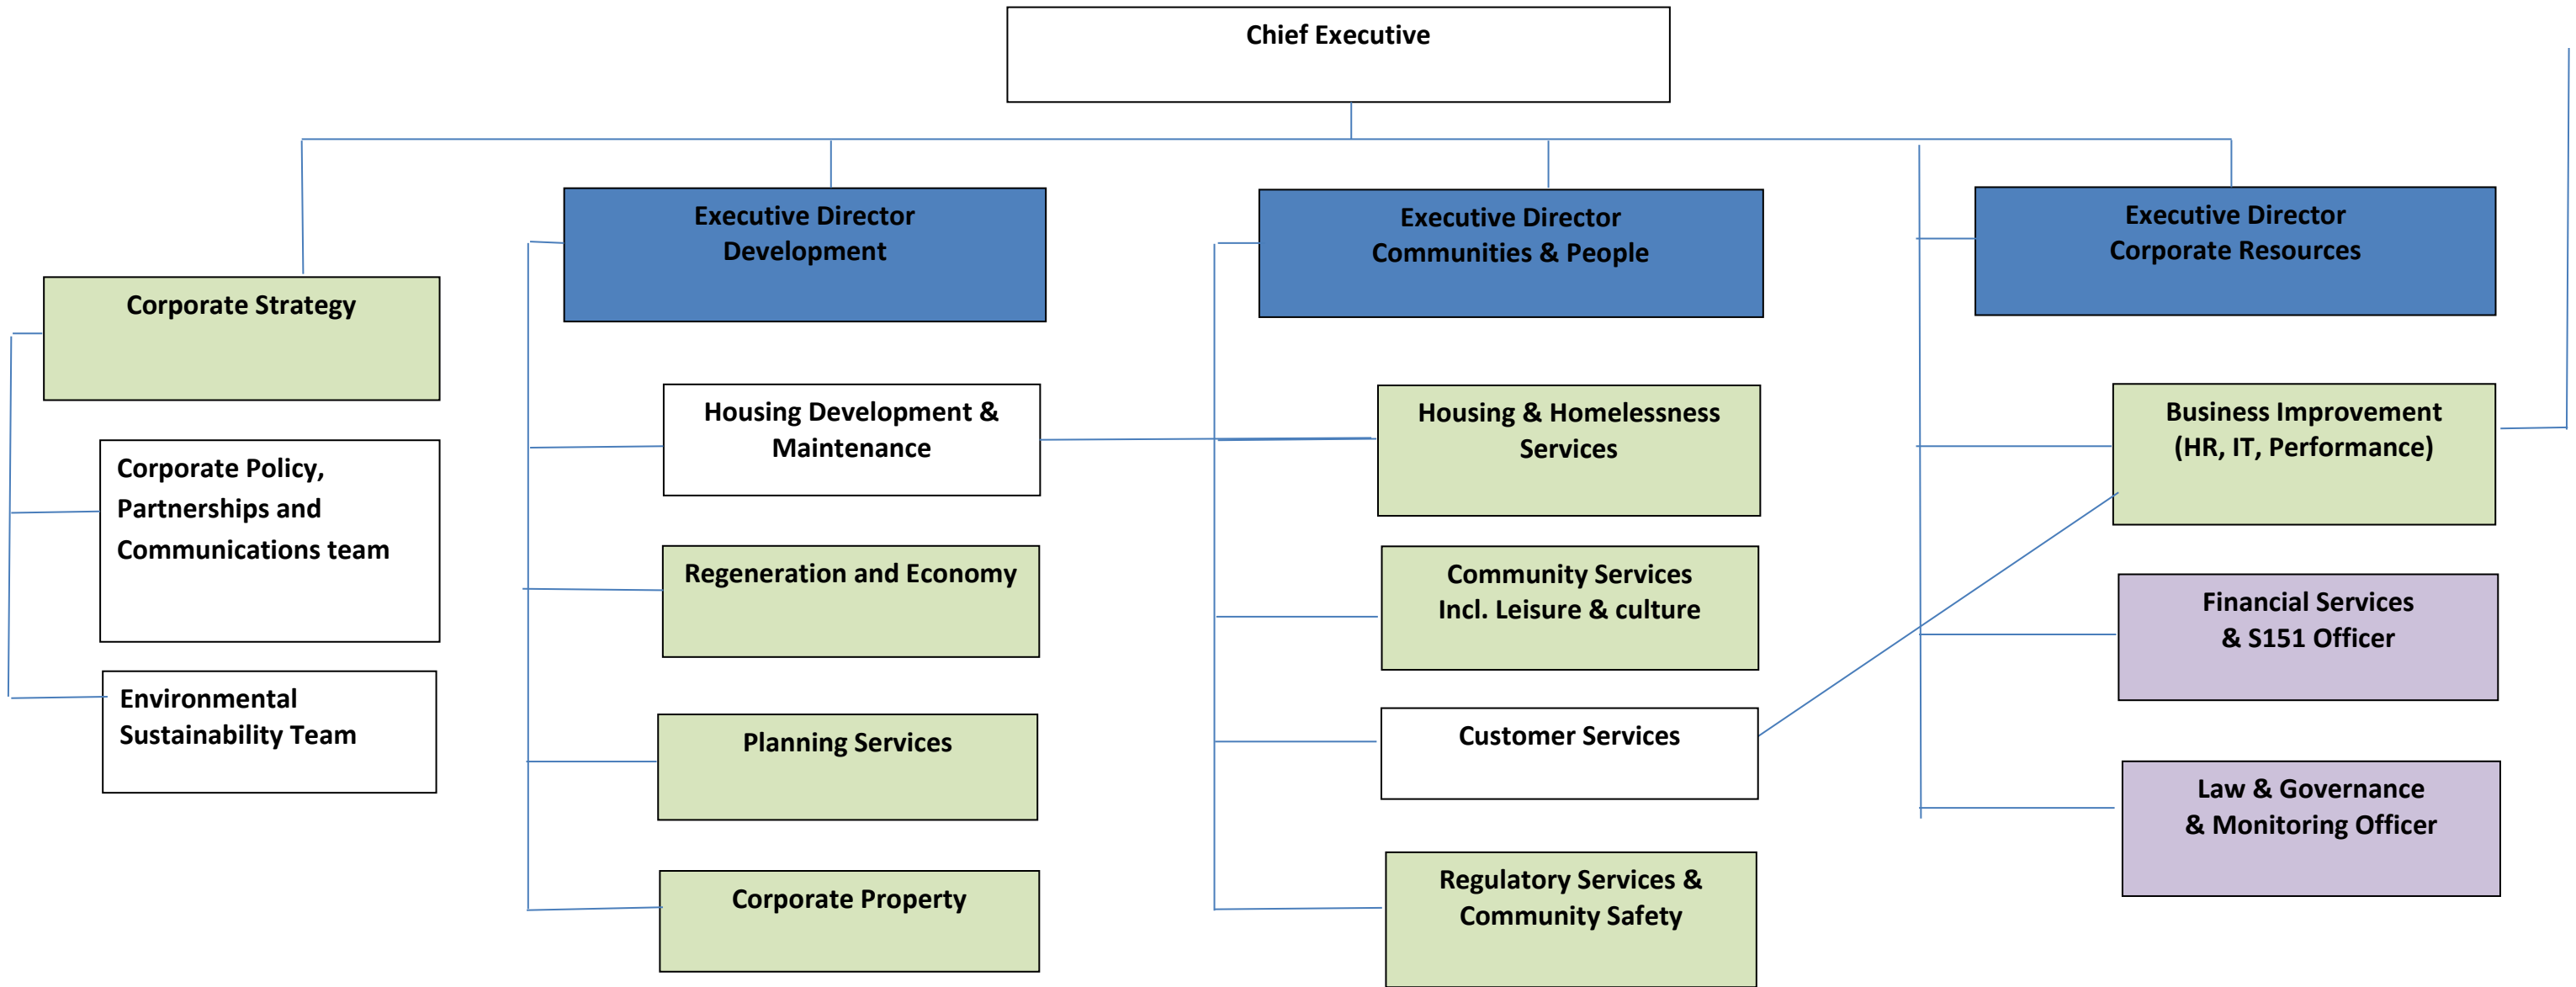 Chief Executive
Executive Director
Development
Executive Director
Communities & People
Executive Director
Corporate Resources
Corporate Strategy
Corporate Policy,
Partnerships and
Communications team
Environmental
Sustainability Team
Housing Development &
Maintenance
Regeneration and Economy
Planning Services
Corporate Property
Housing & Homelessness
Services
Community Services
Incl. Leisure & culture
Customer Services
Regulatory Services &
Community Safety
Business Improvement
(HR, IT, Performance)
Financial Services
& S151 Officer
Law & Governance
& Monitoring Officer